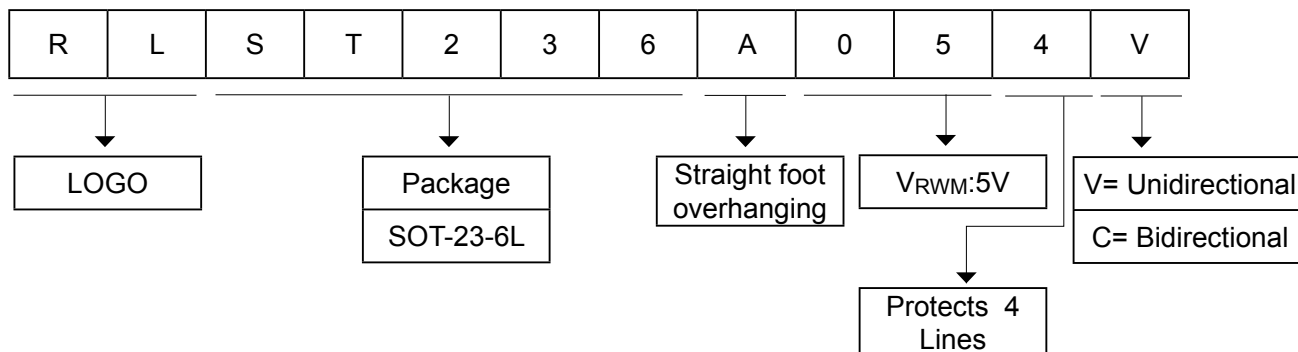 R L S T 2 3 6 A 0 5 4 V
LOGO
Package
SOT-23-6L
Straight foot
overhanging
VRWM:5V
V= Unidirectional
C= Bidirectional
Protects 4
Lines